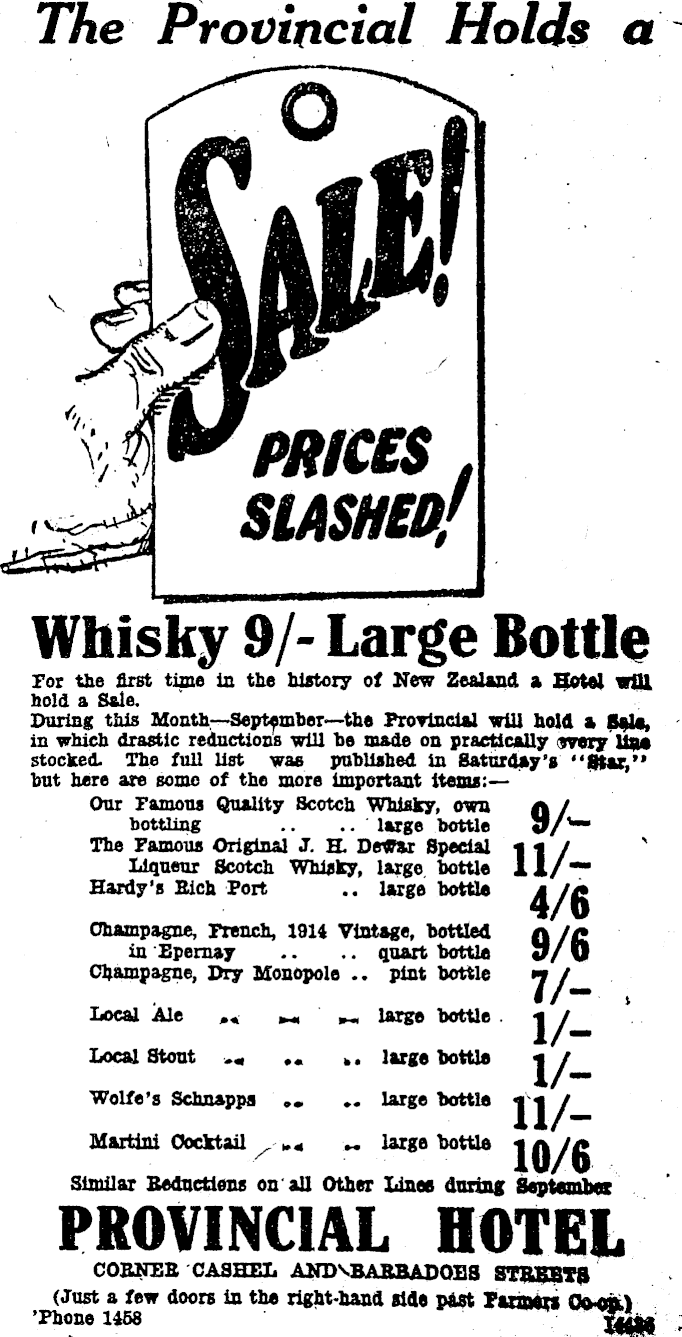 The Provincial Holds a
SALE!
PRICES
SLASHED!
Whisky 9/- Large Bottle
For the first time in the history of New Zealand a Hotel will
hold a Sale.
During this Month—September—the Provincial will hold a Sale,
in which drastic reductions will be made on practically every line
stocked. The full list was published in Saturday's "Star,"
but here are some of the more important items:—
Our Famous Quality Scotch Whisky, own
bottling .. .. large bottle 9/-
The Famous Original J. H. Dewar Special
Liqueur Scotch Whisky, large bottle 11/-
Hardy's Rich Port .. large bottle 4/6
Champagne, French, 1914 Vintage, bottled
in Epernay .. .. quart bottle 9/6
Champagne, Dry Monopole .. pint bottle 7/-
Local Ale .. .. .. large bottle 1/-
Local Stout .. .. .. large bottle 1/-
Wolfe's Schnapps .. .. large bottle 11/-
Martini Cocktail .. .. large bottle 10/6
Similar Reductions on all Other Lines during September
PROVINCIAL HOTEL
CORNER CASHEL AND BARBADOES STREETS
(Just a few doors in the right-hand side past Farmers Co-op.)
'Phone 1458